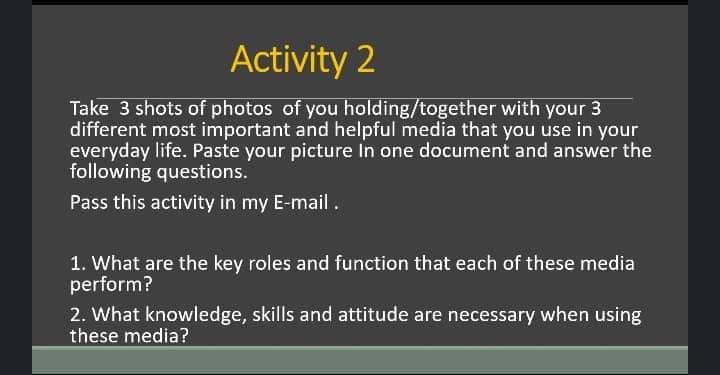 Activity 2
Take 3 shots of photos of you holding/together with your 3
different most important and helpful media that you use in your
everyday life. Paste your picture In one document and answer the
following questions.
Pass this activity in my E-mail .
1. What are the key roles and function that each of these media
perform?
2. What knowledge, skills and attitude are necessary when using
these media?